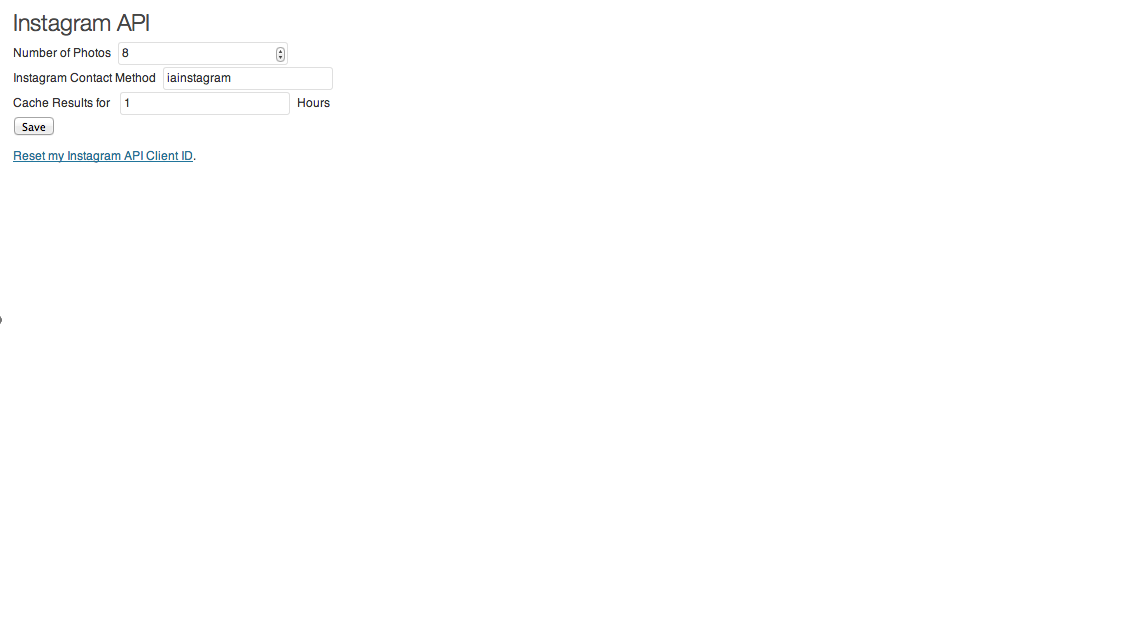 Instagram API
Number of Photos 8
Instagram Contact Method iainstagram
Cache Results for 1 Hours
Save
Reset my Instagram API Client ID.